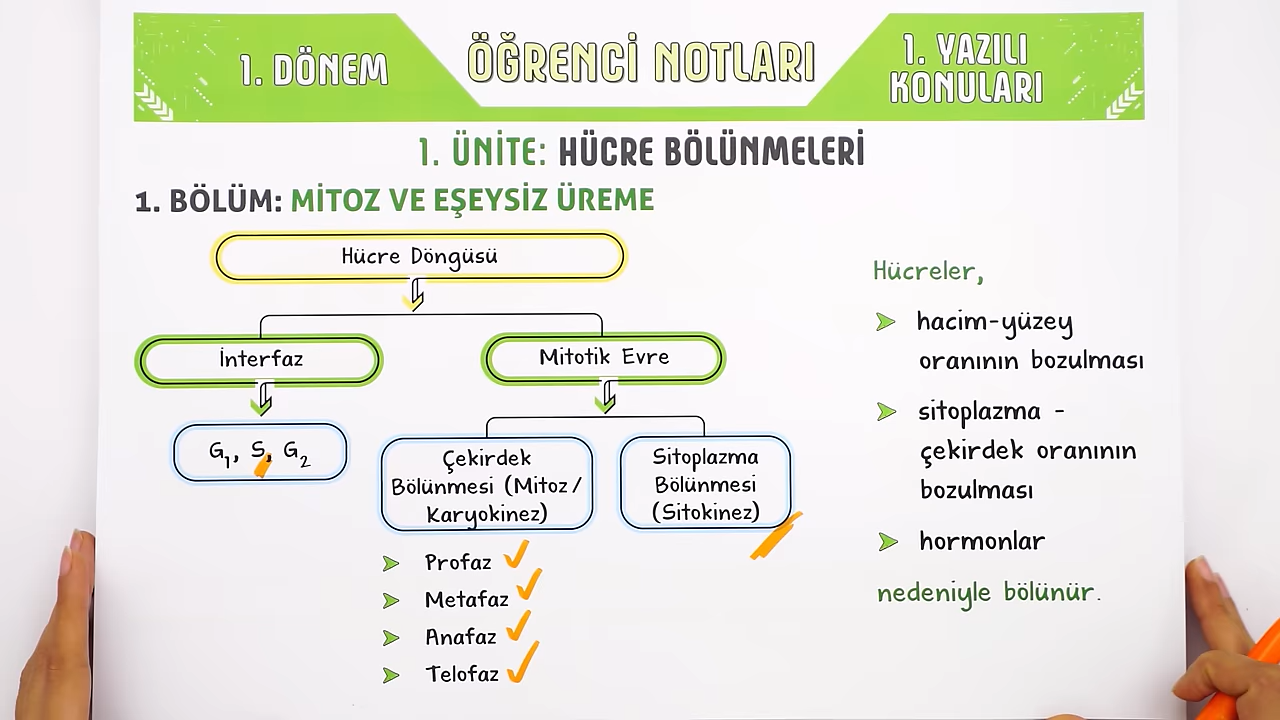 1. DÖNEM
ÖĞRENCİ NOTLARI
1. YAZILI
KONULARI
1. ÜNİTE: HÜCRE BÖLÜNMELERİ
1. BÖLÜM: MİTOZ VE EŞEYSİZ ÜREME
Hücre Döngüsü
İnterfaz
Mitotik Evre
G1, S, G2
Çekirdek
Bölünmesi (Mitoz/
Karyokinez)
Sitoplazma
Bölünmesi
(Sitokinez)
Profaz
Metafaz
Anafaz
Telofaz
Hücreler,
hacim-yüzey
oranının bozulması
sitoplazma -
çekirdek oranının
bozulması
hormonlar
nedeniyle bölünür.